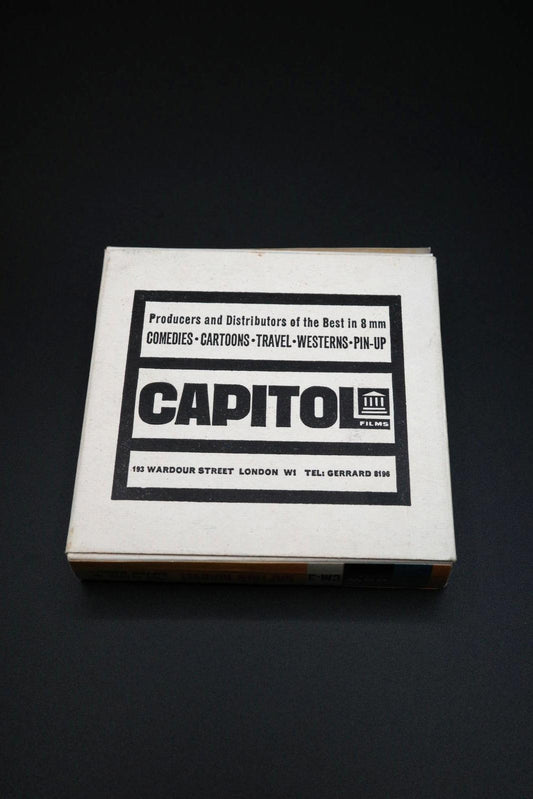 Producers and Distributors of the Best in 8 mm
COMEDIES • CARTOONS • TRAVEL • WESTERNS • PIN-UP
CAPITOL
FILMS
193 WARDOUR STREET LONDON W1 TEL: GERRARD 8196